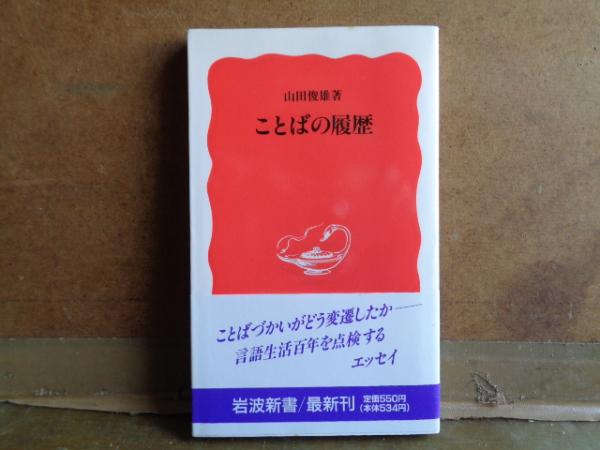 山田俊雄著
ことばの履歴
ことばづかいがどう変遷したか――
言語生活百年を点検する
エッセイ
岩波新書/最新刊
定価550円
(本体534円)